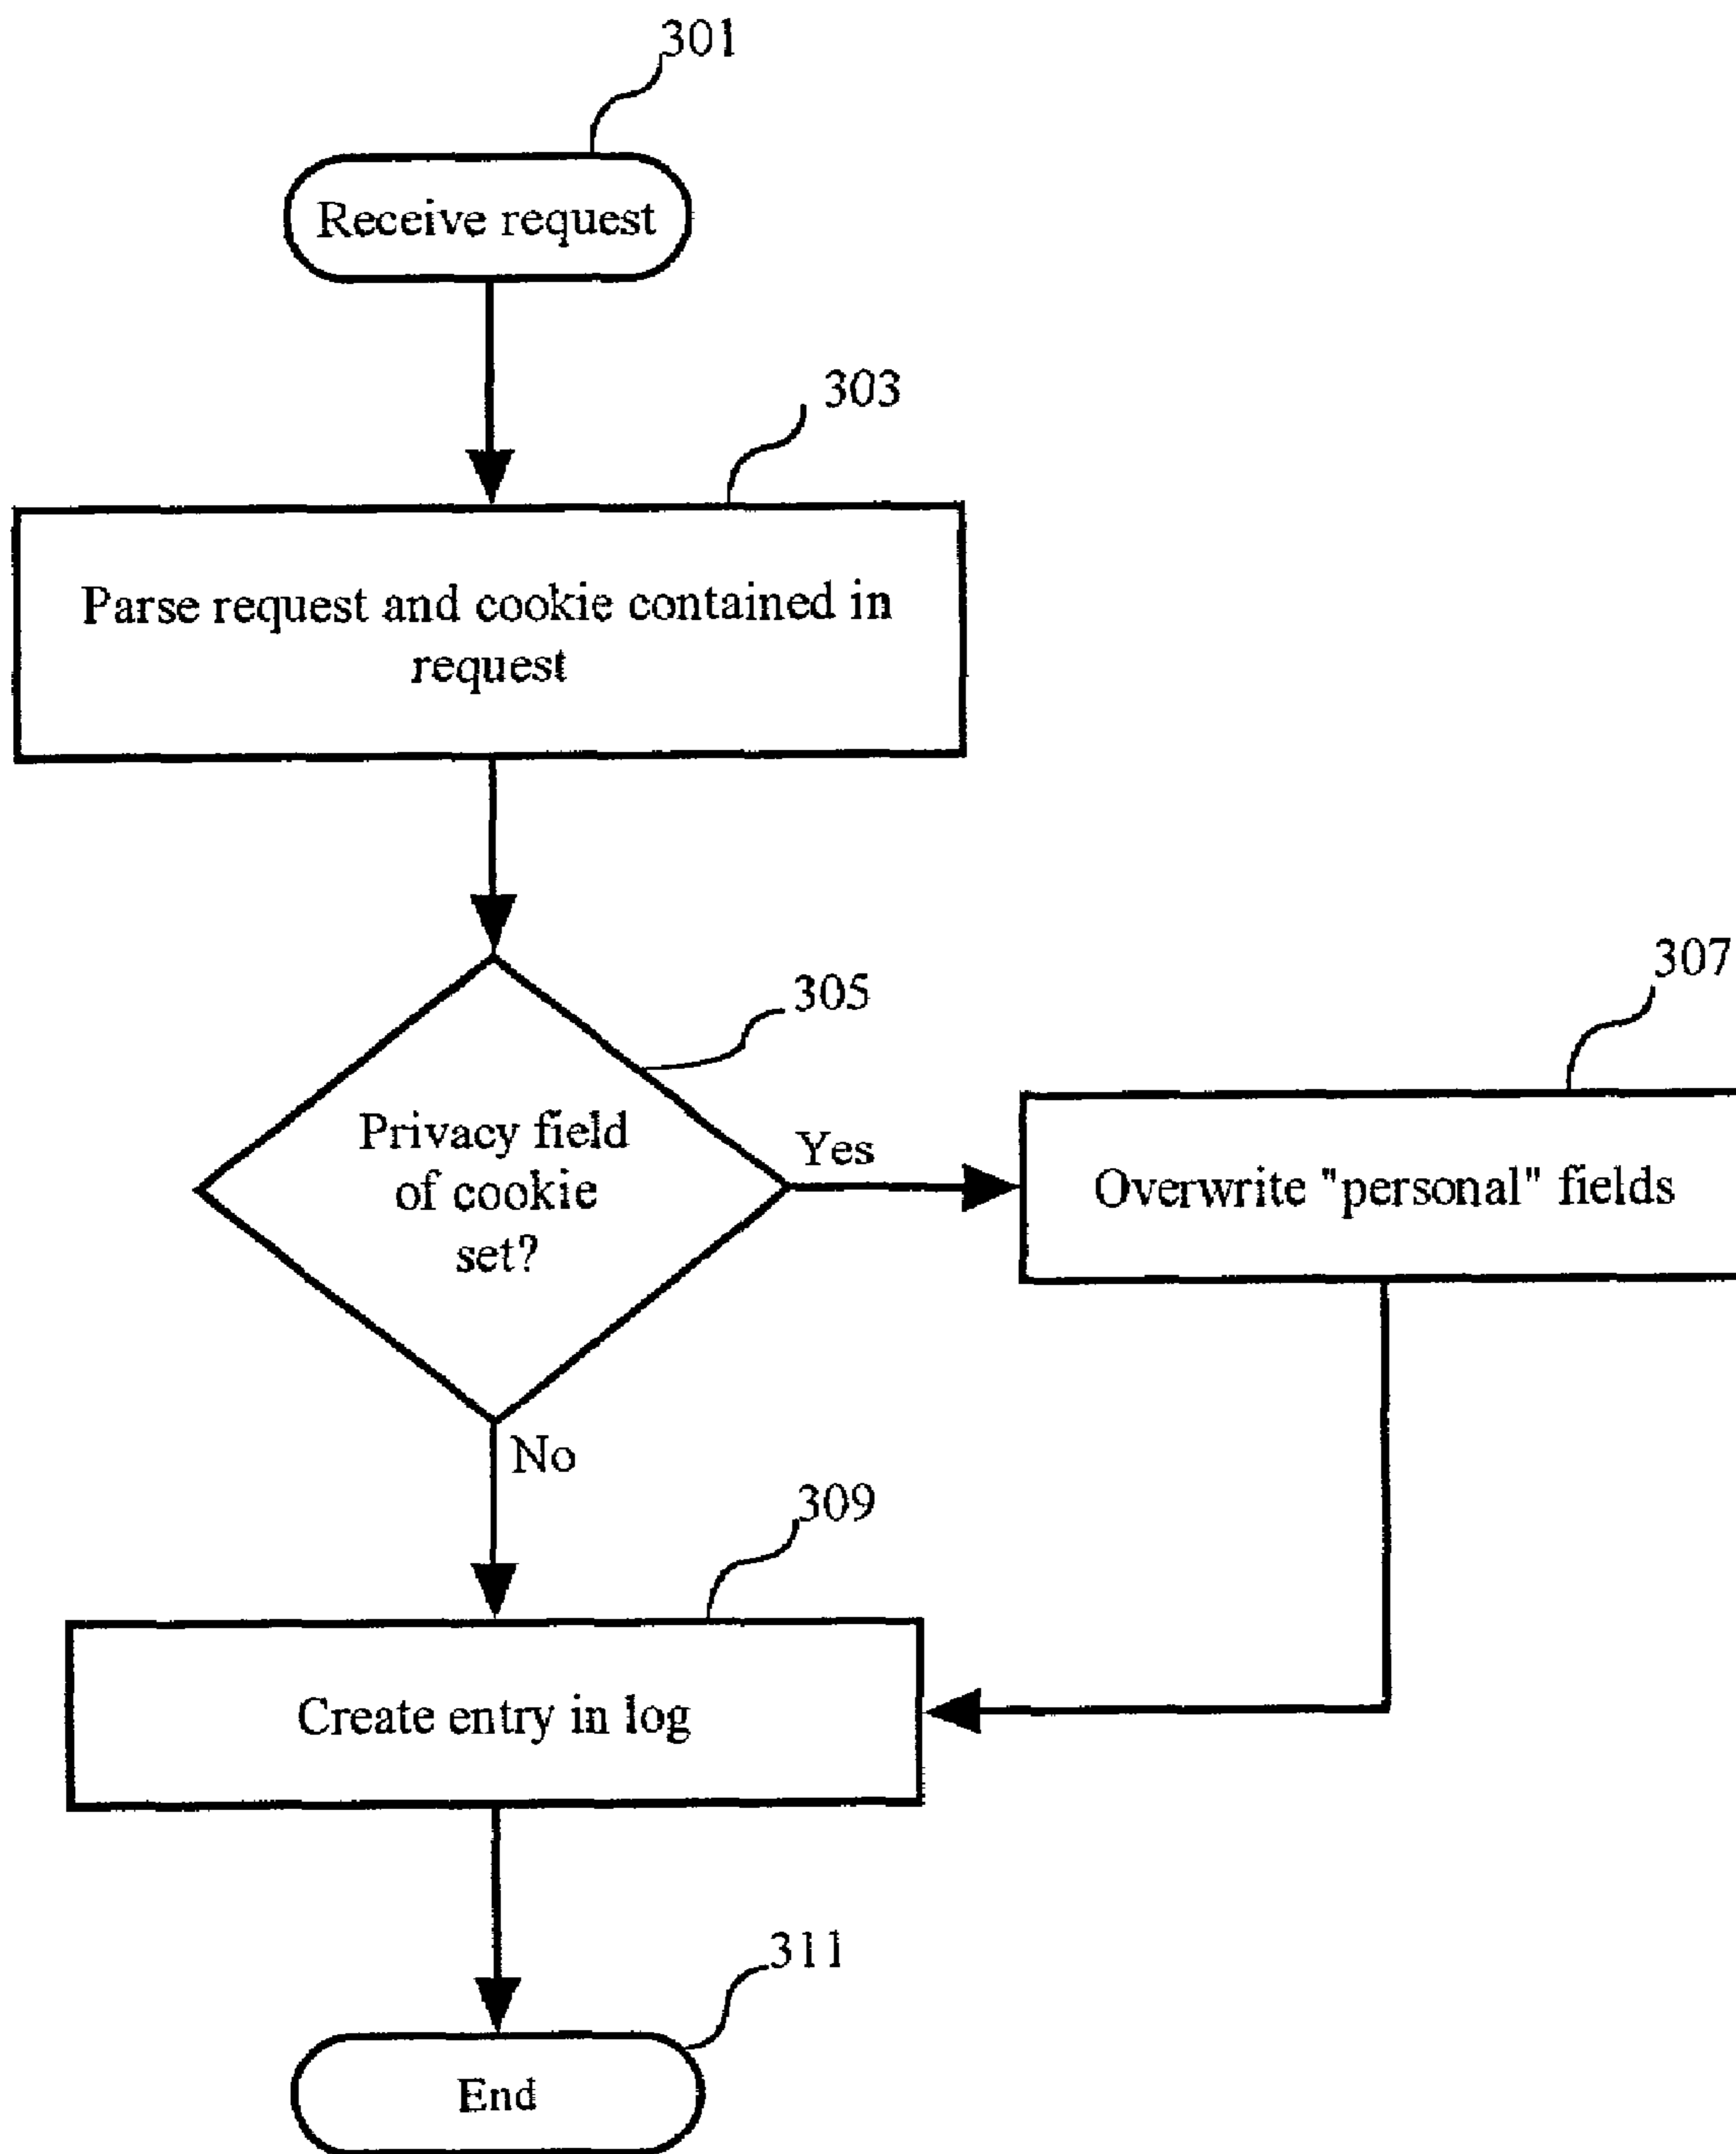 301
Receive request
303
Parse request and cookie contained in
request
305
307
Privacy field
of cookie
set?
Yes
Overwrite "personal" fields
No
309
Create entry in log
311
End